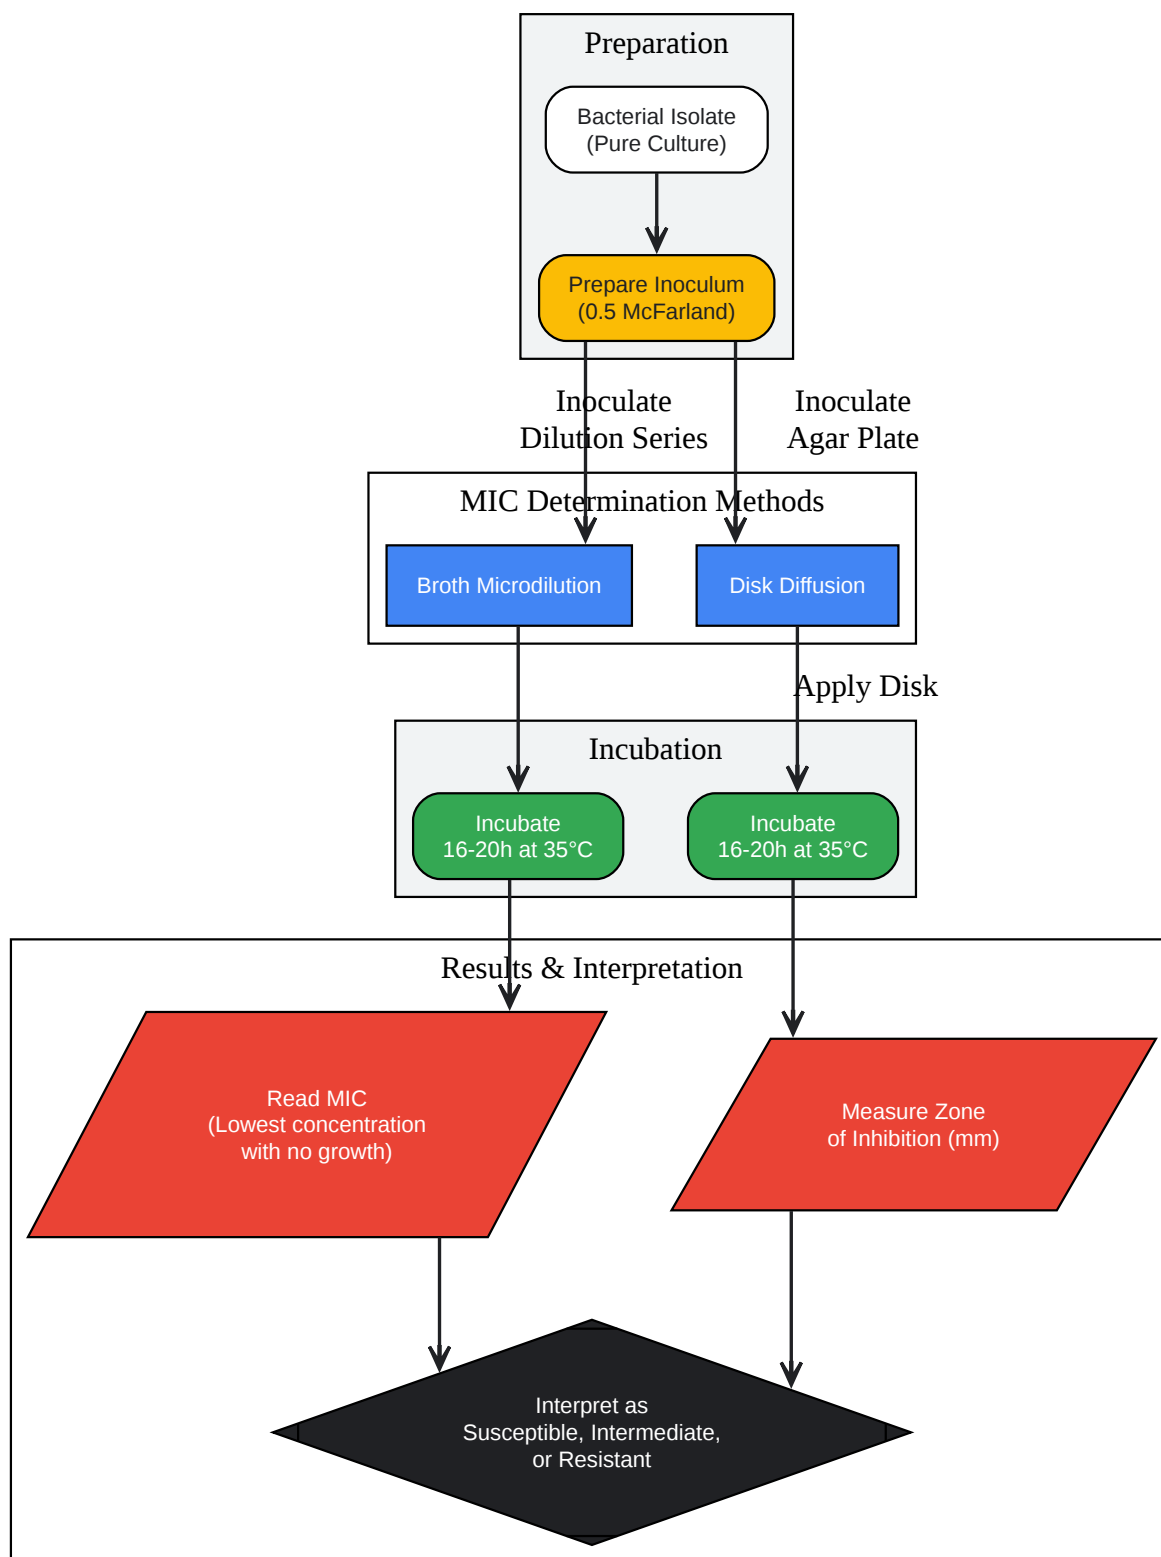 Preparation
Bacterial Isolate
(Pure Culture)
Prepare Inoculum
(0.5 McFarland)
Inoculate
Dilution Series
Inoculate
Agar Plate
MIC Determination Methods
Broth Microdilution
Disk Diffusion
Apply Disk
Incubation
Incubate
16-20h at 35°C
Incubate
16-20h at 35°C
Results & Interpretation
Read MIC
(Lowest concentration
with no growth)
Measure Zone
of Inhibition (mm)
Interpret as
Susceptible, Intermediate,
or Resistant